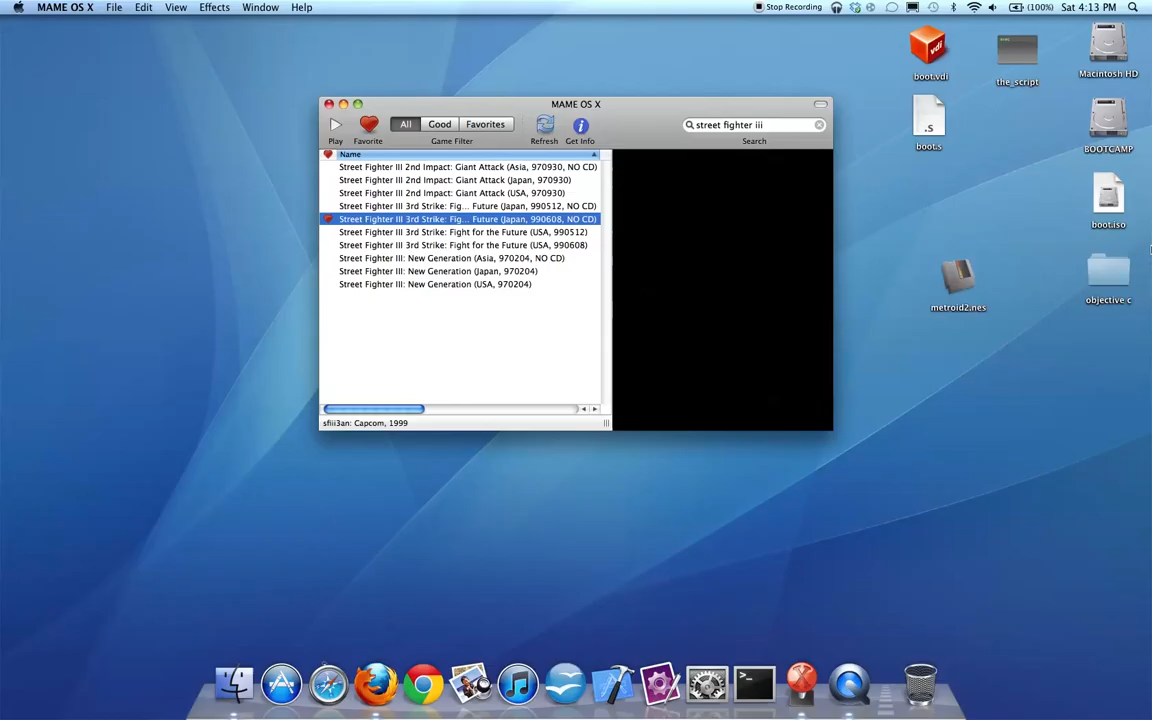 MAME OS X File Edit View Effects Window Help
Stop Recording (100%) Sat 4:13 PM
boot.vdi
the_script
Macintosh HD
MAME OS X
All Good Favorites
street fighter iii
Play Favorite Game Filter Refresh Get Info Search
.S
boot.s
BOOTCAMP
Name
Street Fighter III 2nd Impact: Giant Attack (Asia, 970930, NO CD)
Street Fighter III 2nd Impact: Giant Attack (Japan, 970930)
Street Fighter III 2nd Impact: Giant Attack (USA, 970930)
Street Fighter III 3rd Strike: Fig... Future (Japan, 990512, NO CD)
Street Fighter III 3rd Strike: Fig... Future (Japan, 990608, NO CD)
Street Fighter III 3rd Strike: Fight for the Future (USA, 990512)
Street Fighter III 3rd Strike: Fight for the Future (USA, 990608)
Street Fighter III: New Generation (Asia, 970204, NO CD)
Street Fighter III: New Generation (Japan, 970204)
Street Fighter III: New Generation (USA, 970204)
boot.iso
metroid2.nes
objective c
sfiii3an: Capcom, 1999